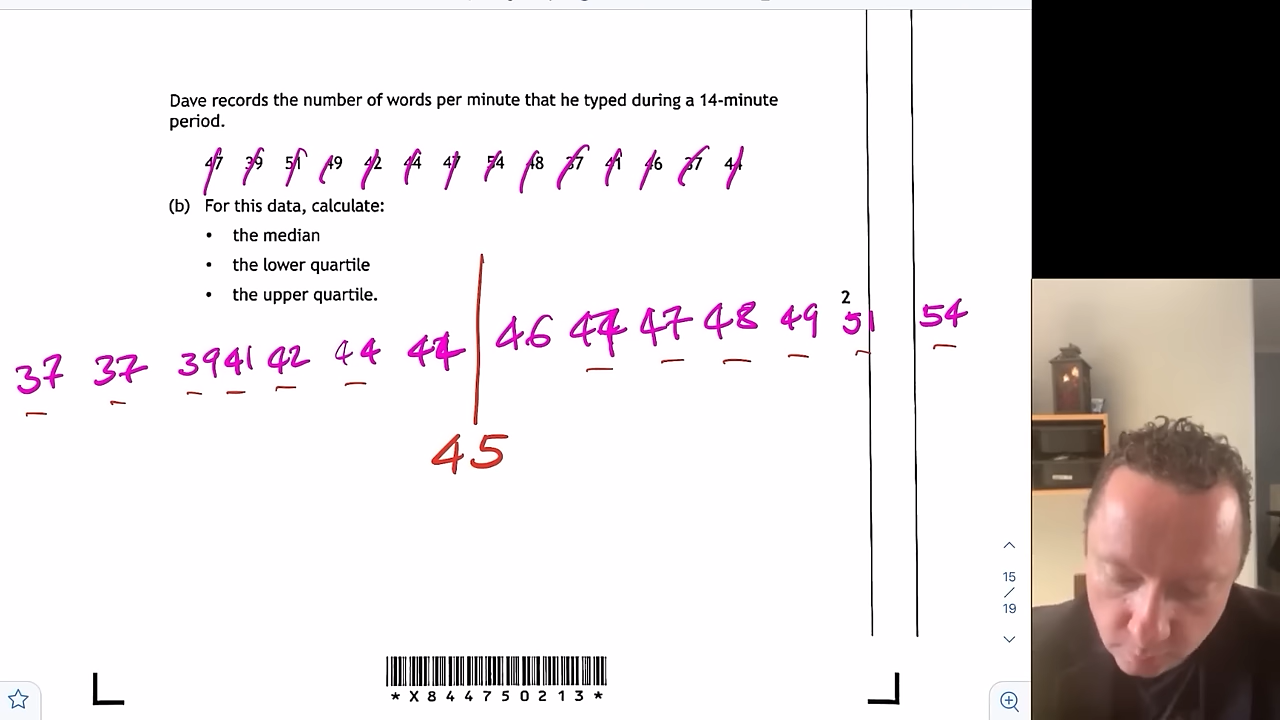 Dave records the number of words per minute that he typed during a 14-minute
period.
47 39 51 49 42 44 47 54 48 37 41 46 37 44
(b) For this data, calculate:
• the median
• the lower quartile
• the upper quartile.
2
37 37 39 41 42 44 44 46 47 47 48 49 51 54
45
15
/
19
*X844750213*